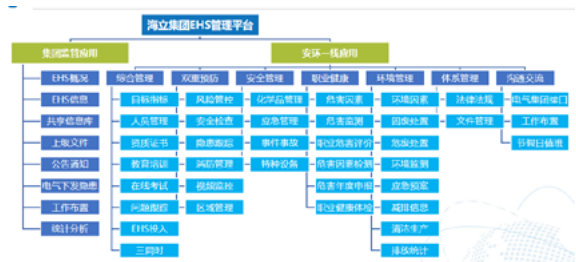 海立集团EHS管理平台
集团监管应用
安环一线应用
EHS概况
综合管理
双重预防
安全管理
职业健康
环境管理
体系管理
沟通交流
EHS信息
目标指标
风险管控
化学品管理
危害因素
环境因素
法律法规
电气集团接口
共享信息库
人员管理
安全检查
应急管理
危害监测
固废处置
文件管理
工作布置
上级文件
资质证书
隐患跟踪
事件事故
职业危害评价
危废处置
节假日值班
公告通知
教育培训
消防管理
特种设备
危害因素检测
环境监测
电气下发隐患
在线考试
视频监控
危害年度申报
应急预案
工作布置
问题跟踪
区域管理
职业健康体检
减排信息
统计分析
EHS投入
清洁生产
三同时
排放统计